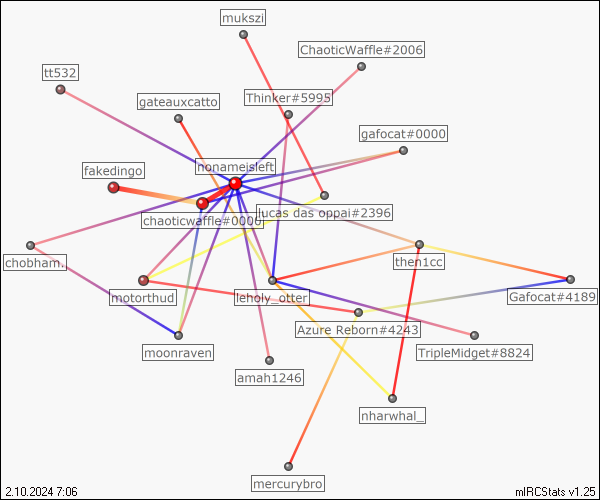 mukszi
ChaoticWaffle#2006
tt532
gateauxcatto
Thinker#5995
gafocat#0000
fakedingo
nonameisleft
chaoticwaffle#0000
lucas das oppai#2396
chobham_
then1cc
motorthud
leholy_otter
Gafocat#4189
Azure Reborn#4243
moonraven
TripleMidget#8824
amah1246
nharwhal_
mercurybro
2.10.2024 7:06
mIRCStats v1.25